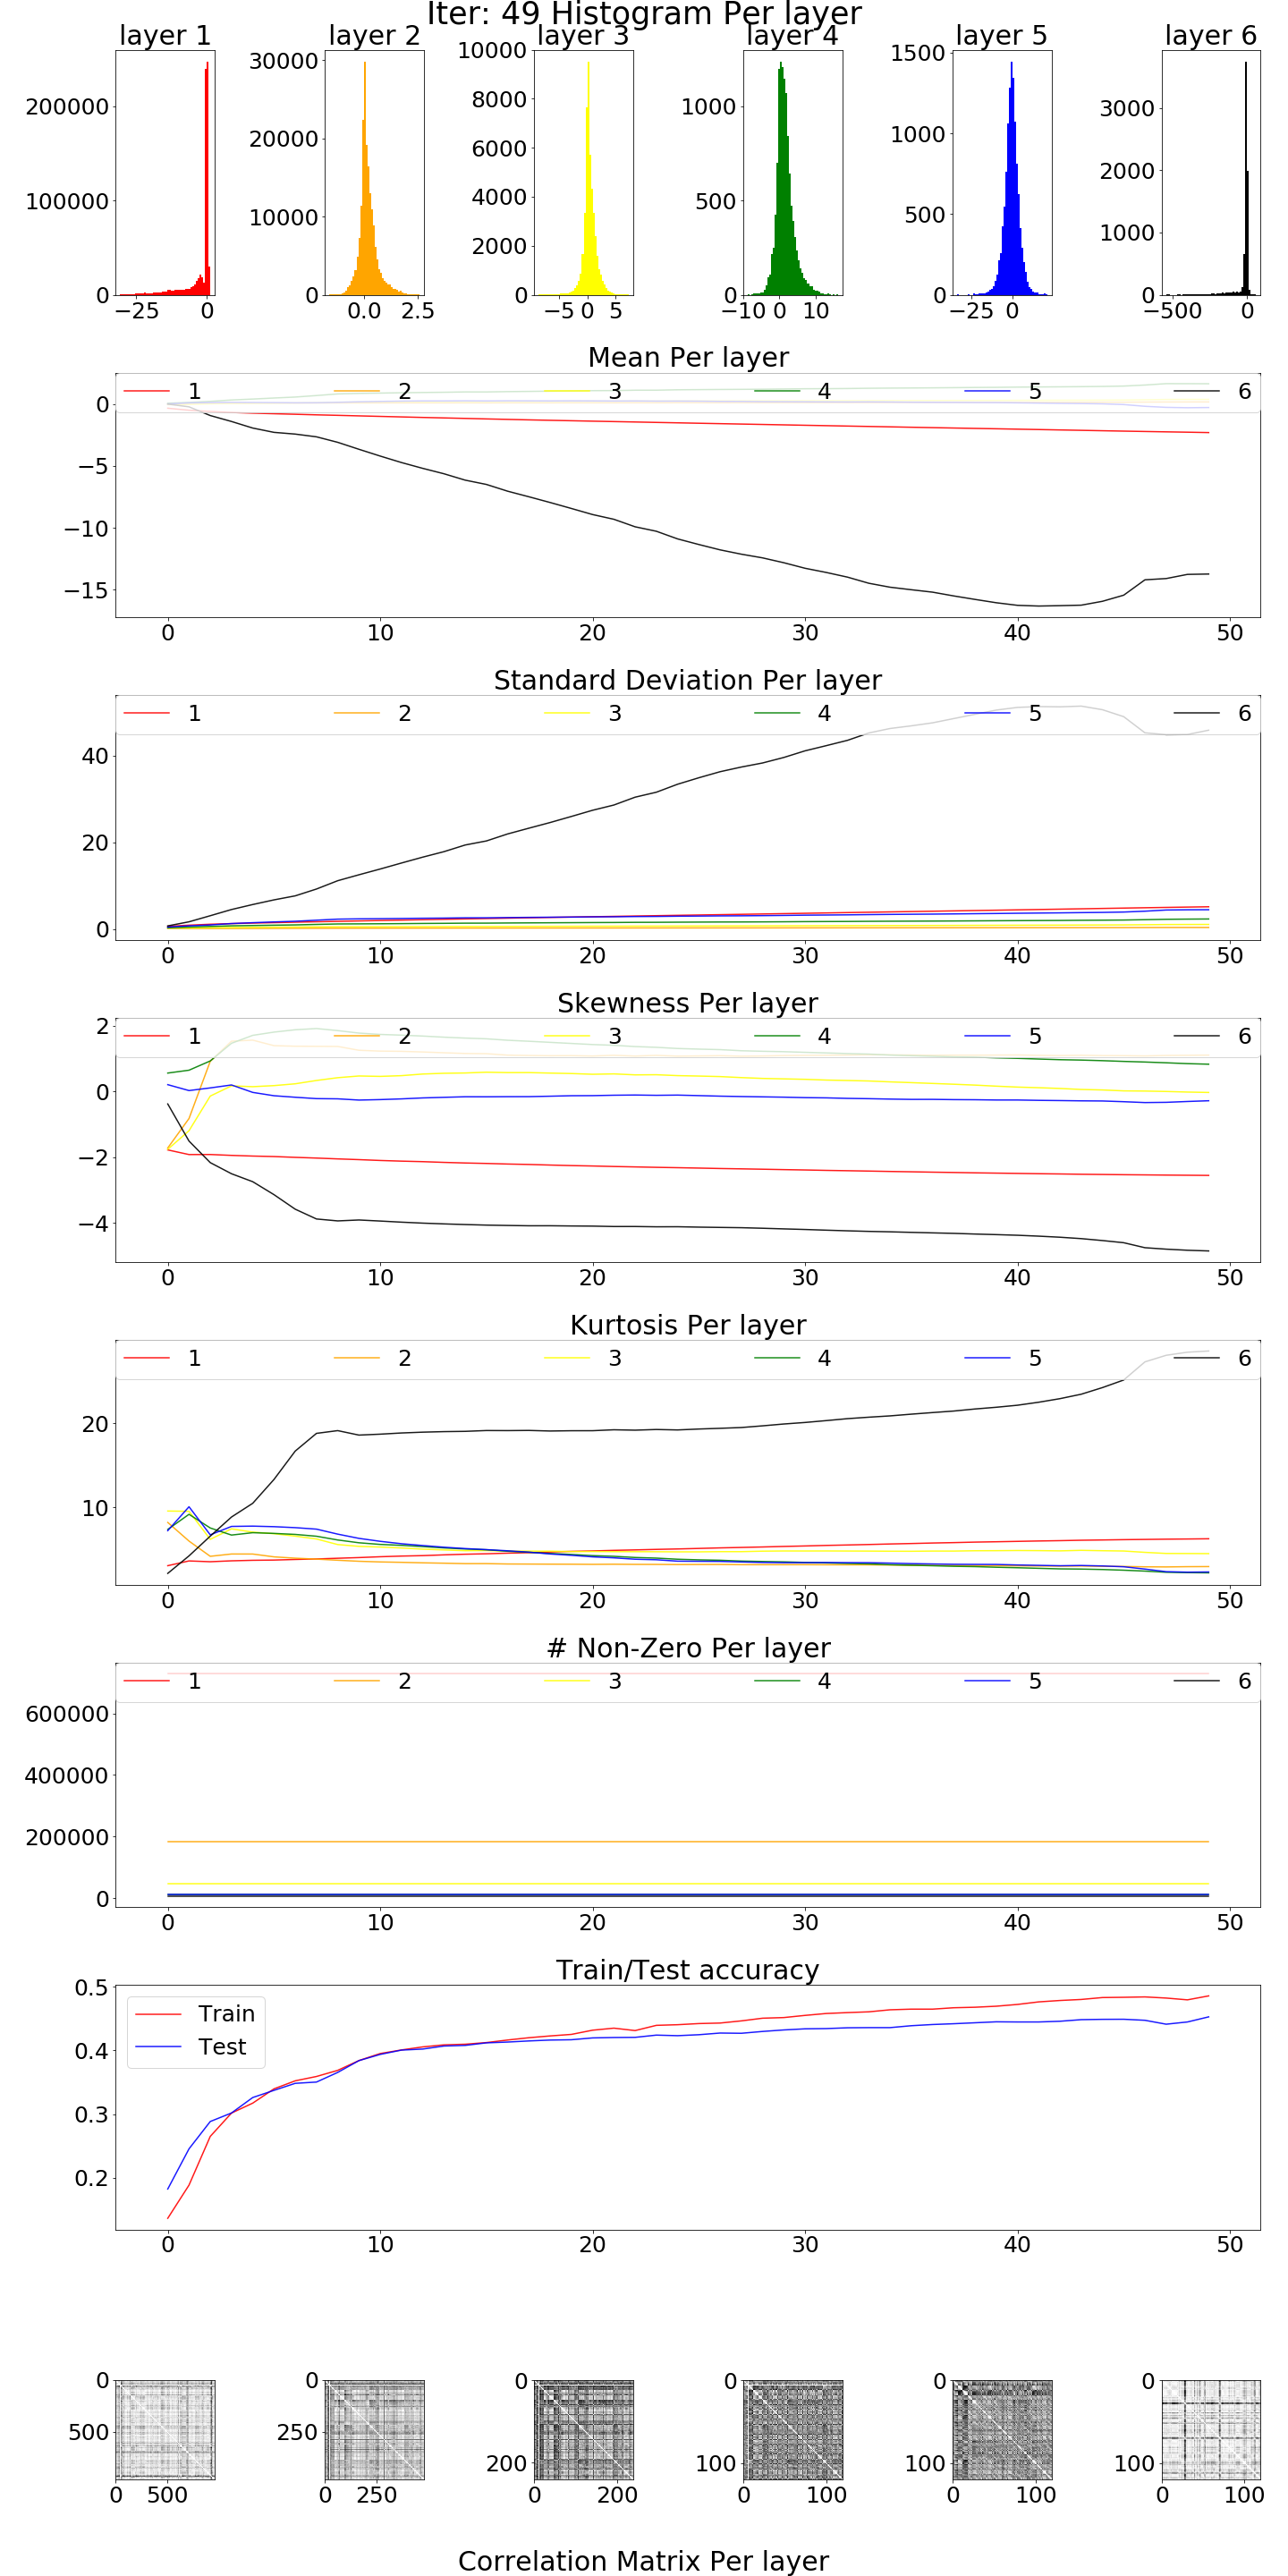 Iter: 49 Histogram Per layer
layer 1 layer 2 layer 3 layer 4 layer 5 layer 6
200000
100000
0
−25 0
30000
20000
10000
0
0.0 2.5
10000
8000
6000
4000
2000
0
−5 0 5
1000
500
0
−10 0 10
1500
1000
500
0
−25 0
3000
2000
1000
0
−500 0
Mean Per layer
1 2 3 4 5 6
0
−5
−10
−15
0 10 20 30 40 50
Standard Deviation Per layer
1 2 3 4 5 6
40
20
0
0 10 20 30 40 50
Skewness Per layer
1 2 3 4 5 6
2
0
−2
−4
0 10 20 30 40 50
Kurtosis Per layer
1 2 3 4 5 6
20
10
0 10 20 30 40 50
# Non-Zero Per layer
1 2 3 4 5 6
600000
400000
200000
0
0 10 20 30 40 50
Train/Test accuracy
Train
Test
0.5
0.4
0.3
0.2
0 10 20 30 40 50
0
500
0 500
0
250
0 250
0
200
0 200
0
100
0 100
0
100
0 100
0
100
0 100
Correlation Matrix Per layer